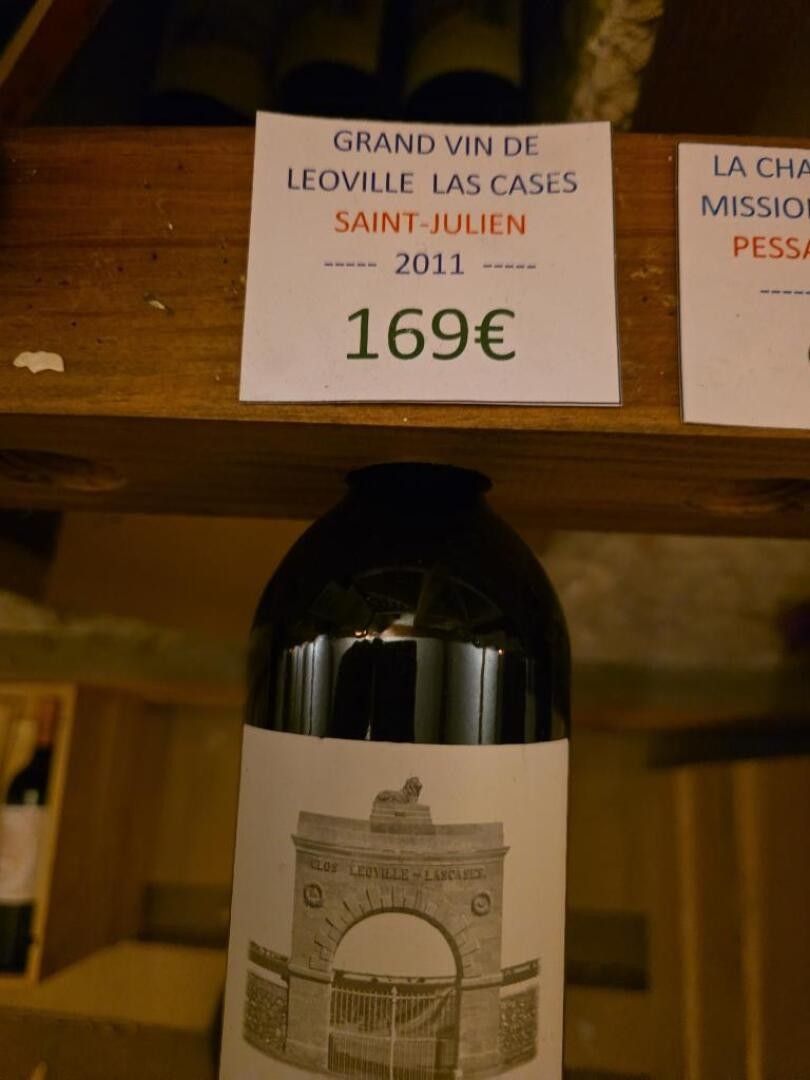 GRAND VIN DE
LEOVILLE LAS CASES
SAINT-JULIEN
----- 2011 -----
169€
LA CHA
MISSIO
PESSA
CLOS LEOVILLE - LASCASES